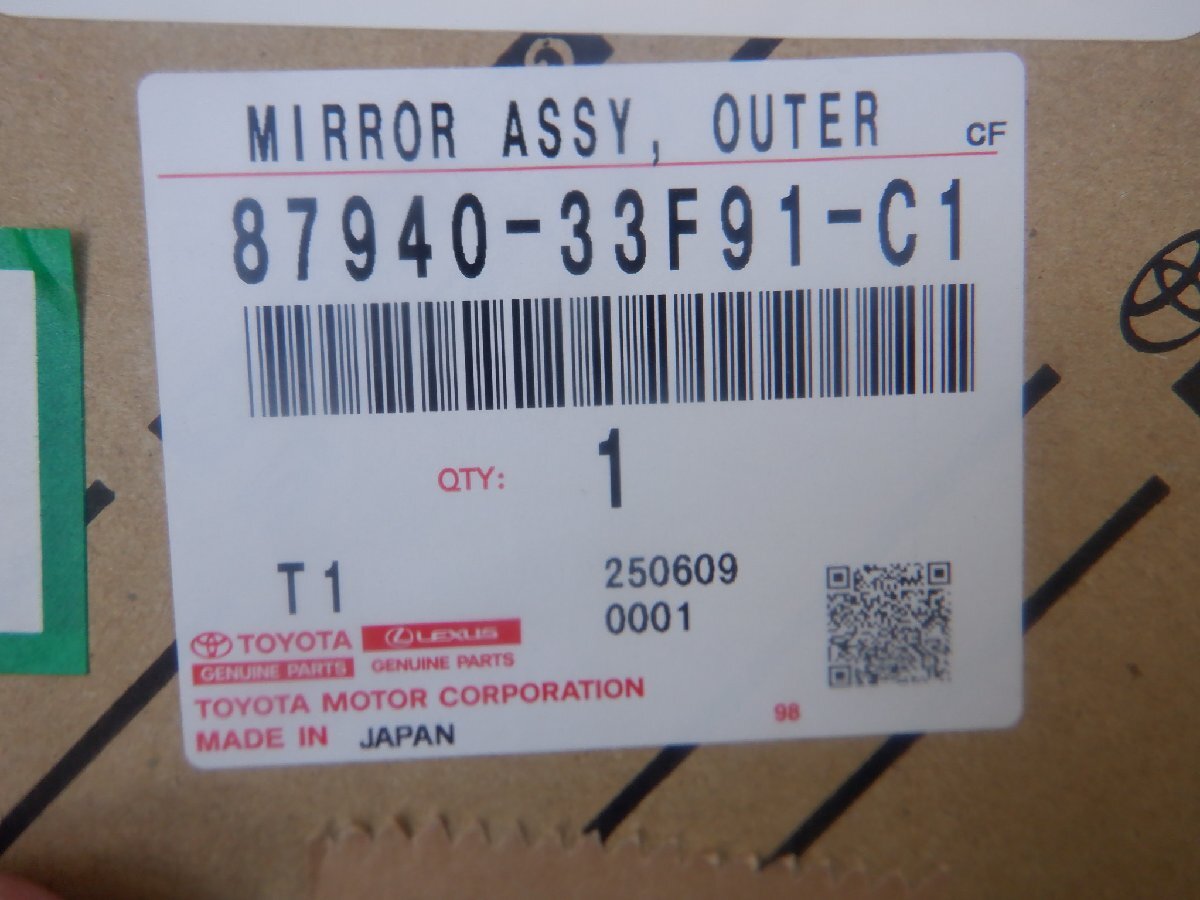 MIRROR ASSY, OUTER CF
87940-33F91-C1
QTY: 1
T1 250609
0001
TOYOTA LEXUS
GENUINE PARTS GENUINE PARTS
TOYOTA MOTOR CORPORATION
MADE IN JAPAN 98